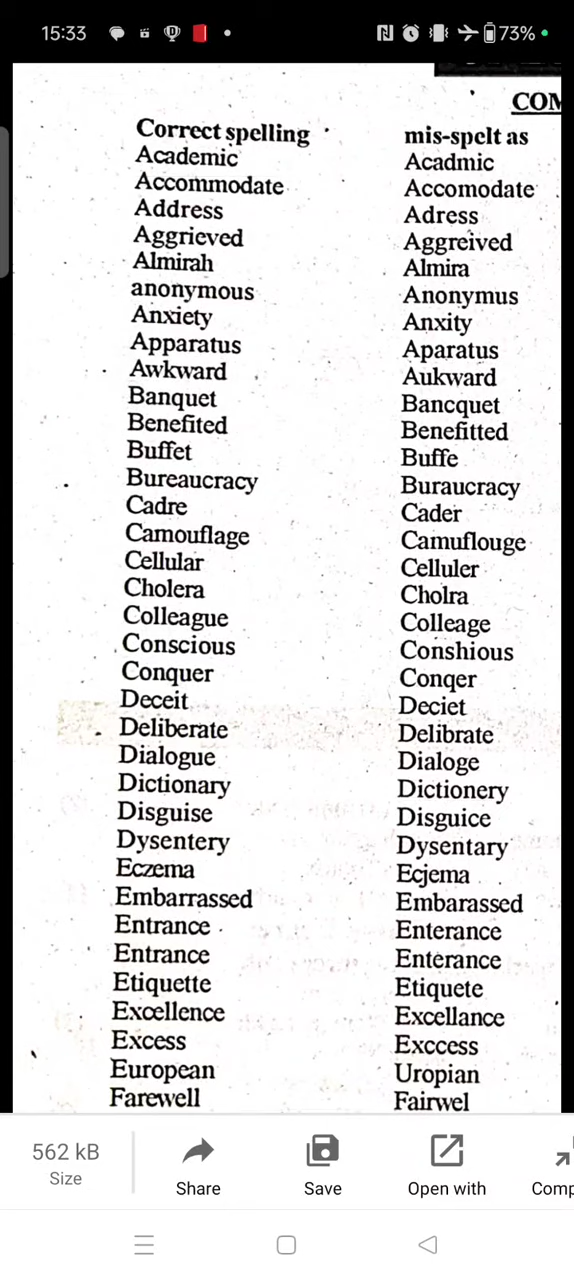 15:33 73%
COM
Correct spelling mis-spelt as
Academic Acadmic
Accommodate Accomodate
Address Adress
Aggrieved Aggreived
Almirah Almira
anonymous Anonymus
Anxiety Anxity
Apparatus Aparatus
Awkward Aukward
Banquet Bancquet
Benefited Benefitted
Buffet Buffe
Bureaucracy Buraucracy
Cadre Cader
Camouflage Camuflouge
Cellular Celluler
Cholera Cholra
Colleague Colleage
Conscious Conshious
Conquer Conqer
Deceit Deciet
Deliberate Delibrate
Dialogue Dialoge
Dictionary Dictionery
Disguise Disguice
Dysentery Dysentary
Eczema Ecjema
Embarrassed Embarassed
Entrance Enterance
Entrance Enterance
Etiquette Etiquete
Excellence Excellance
Excess Exccess
European Uropian
Farewell Fairwel
562 kB
Size
Share Save Open with Comp